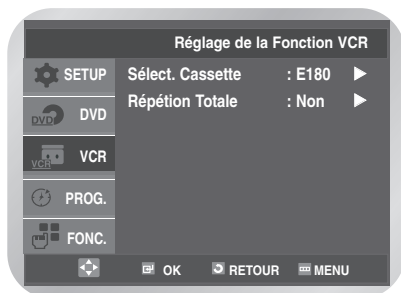 Réglage de la Fonction VCR
SETUP
Sélect. Cassette : E180
Répétion Totale : Non
DVD DVD
VCR VCR
PROG.
FONC.
OK RETOUR MENU